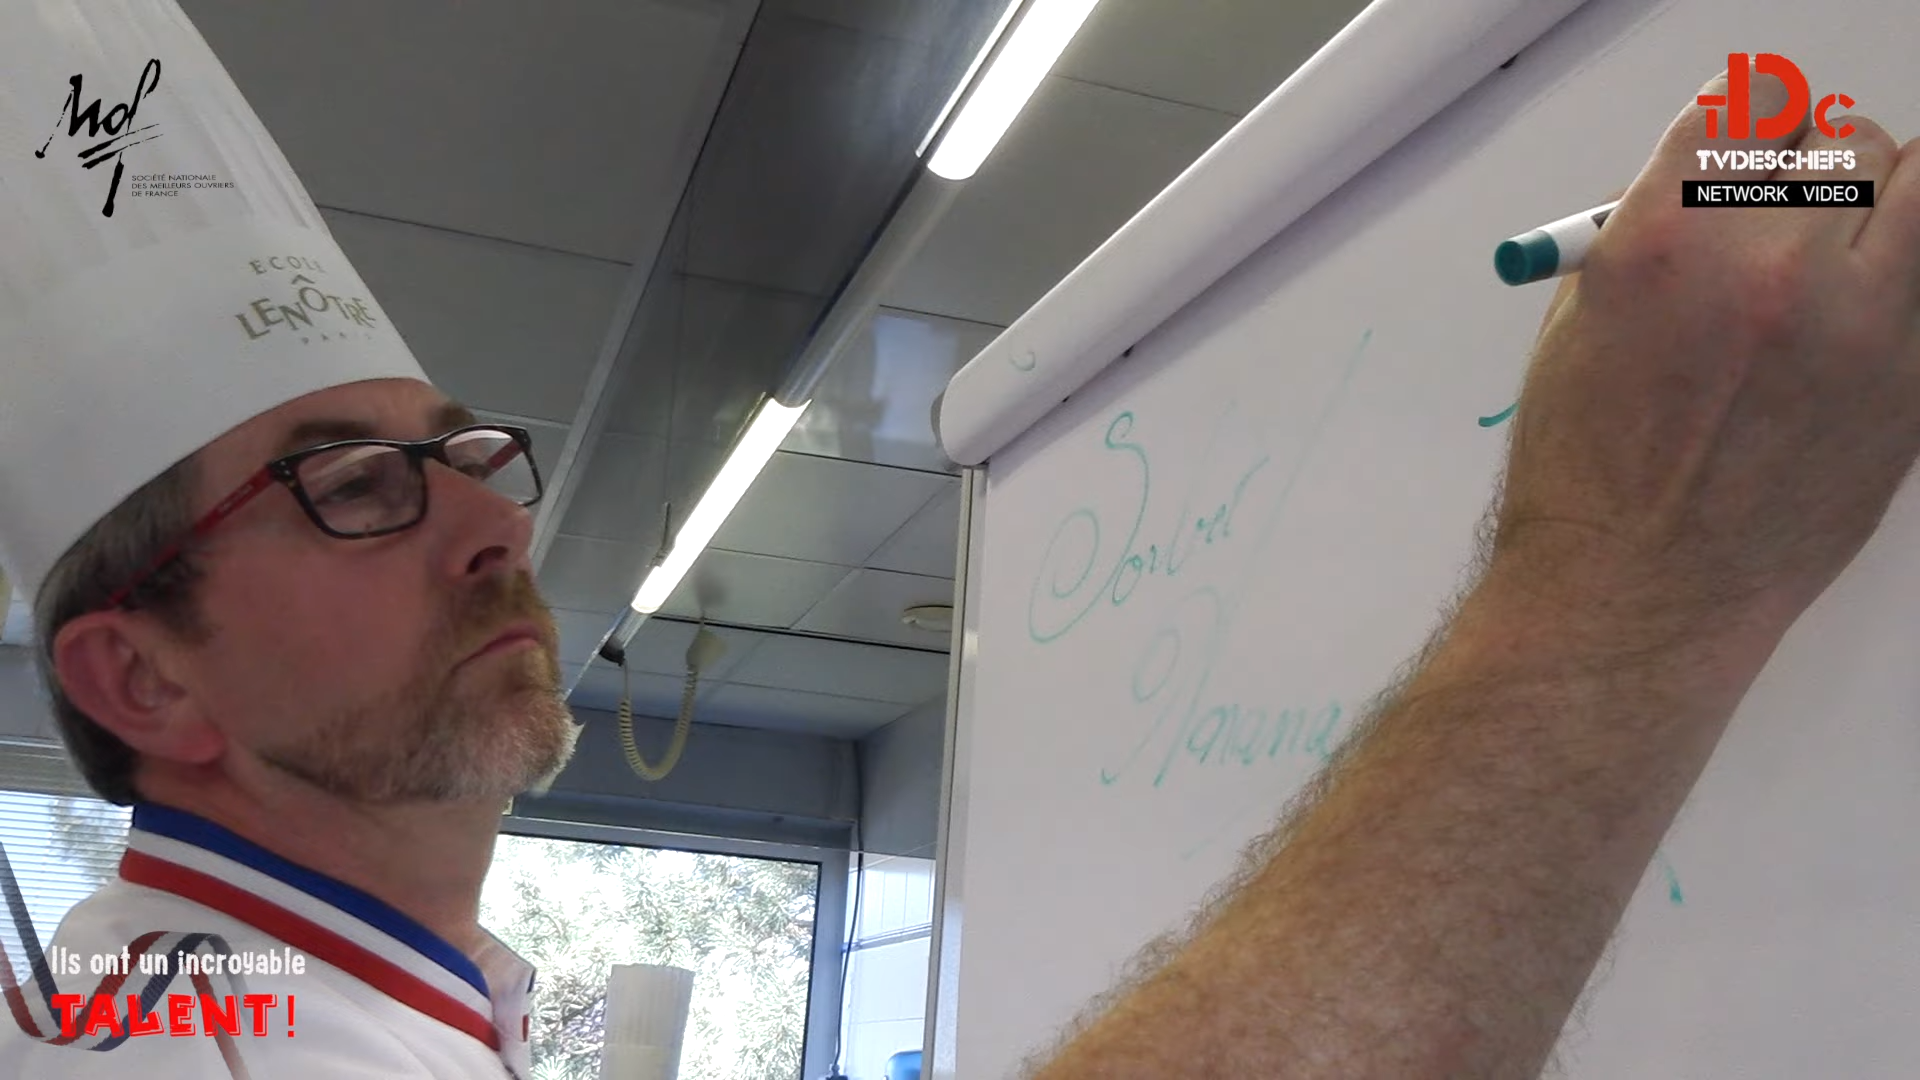 Mof
SOCIÉTÉ NATIONALE
DES MEILLEURS OUVRIERS
DE FRANCE
TDC
TVDESCHEFS
NETWORK VIDEO
ECOLE
LENÔTRE
PARIS
Sorbet
Ils ont un incroyable
TALENT!